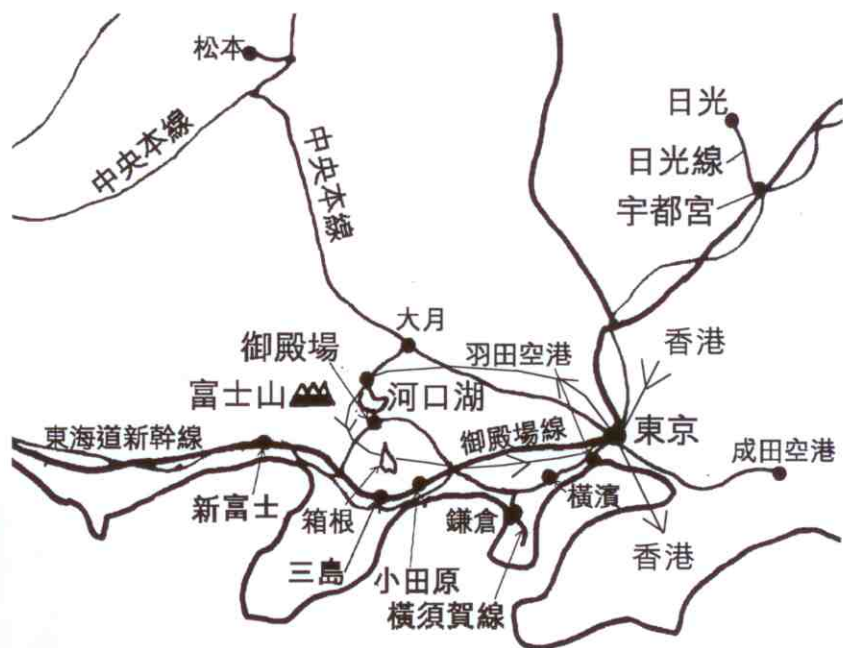 松本
日光
中央本線
中央本線
日光線
宇都宮
大月
御殿場
羽田空港
香港
富士山
河口湖
東海道新幹線
御殿場線
東京
成田空港
新富士
箱根
鎌倉
橫濱
香港
三島
小田原
橫須賀線